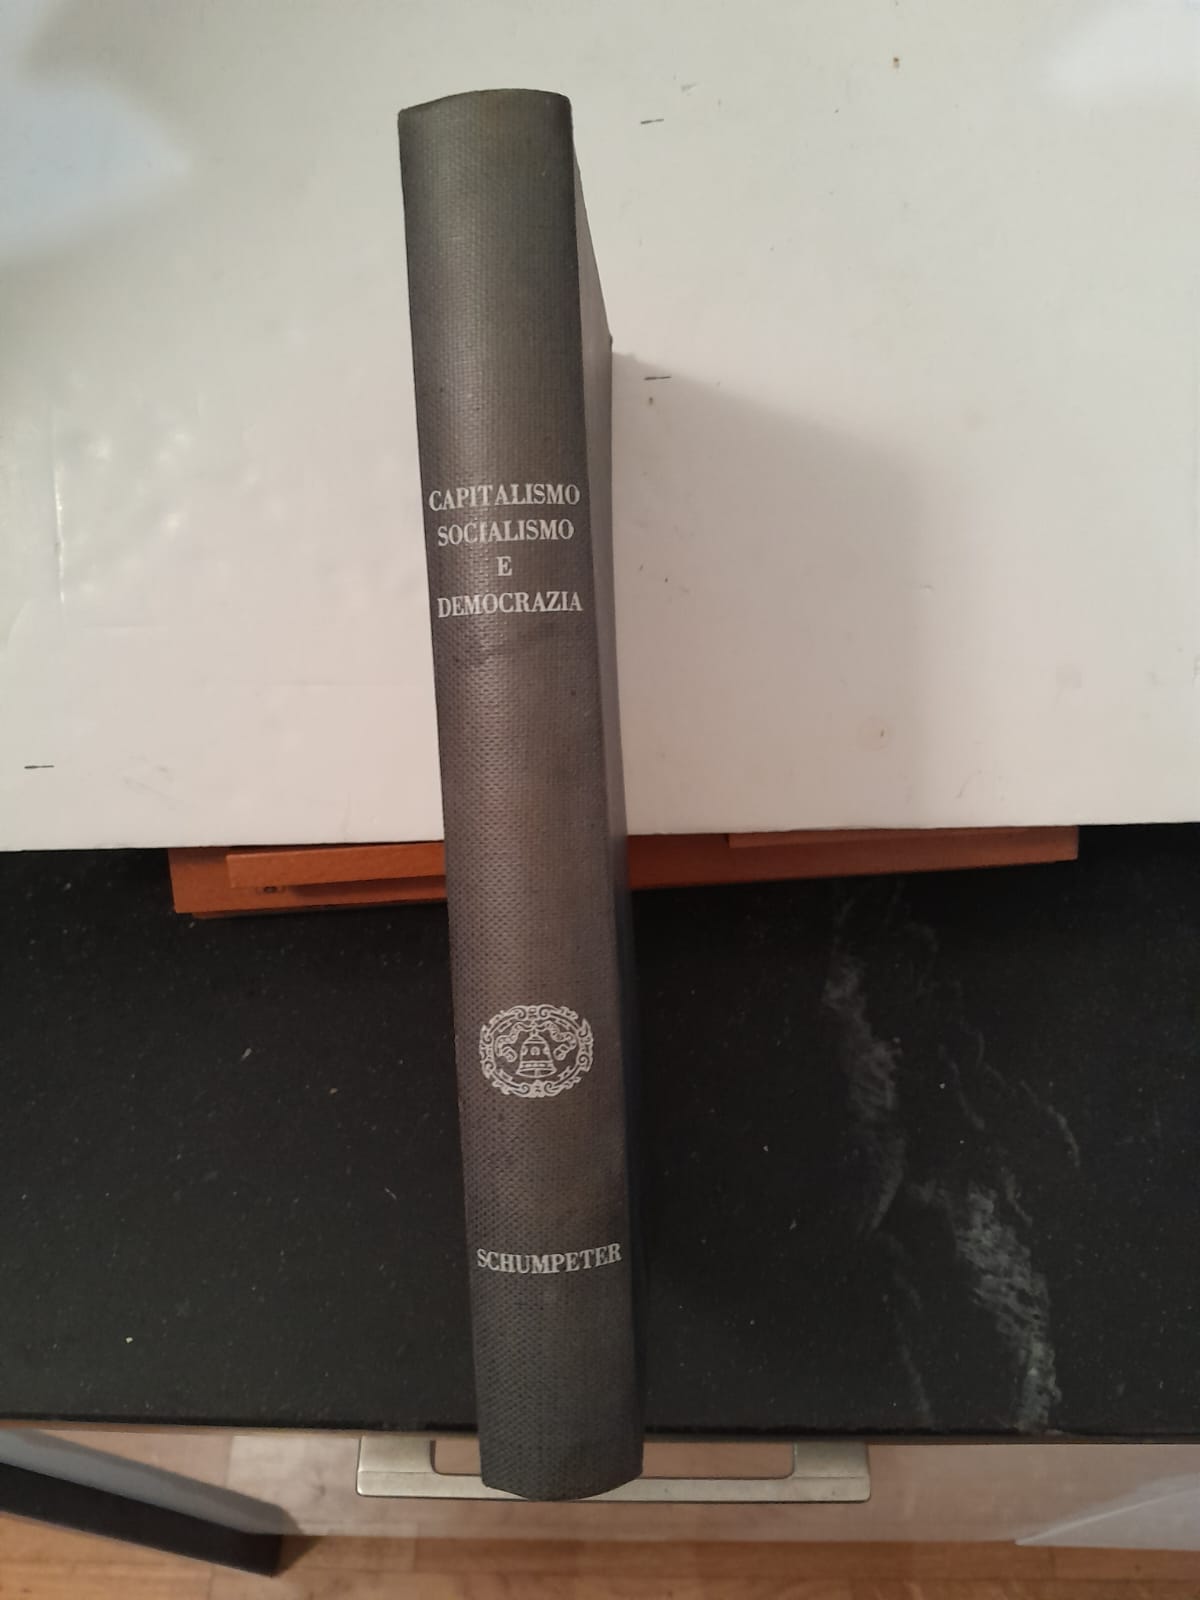 CAPITALISMO
SOCIALISMO
E
DEMOCRAZIA
SCHUMPETER